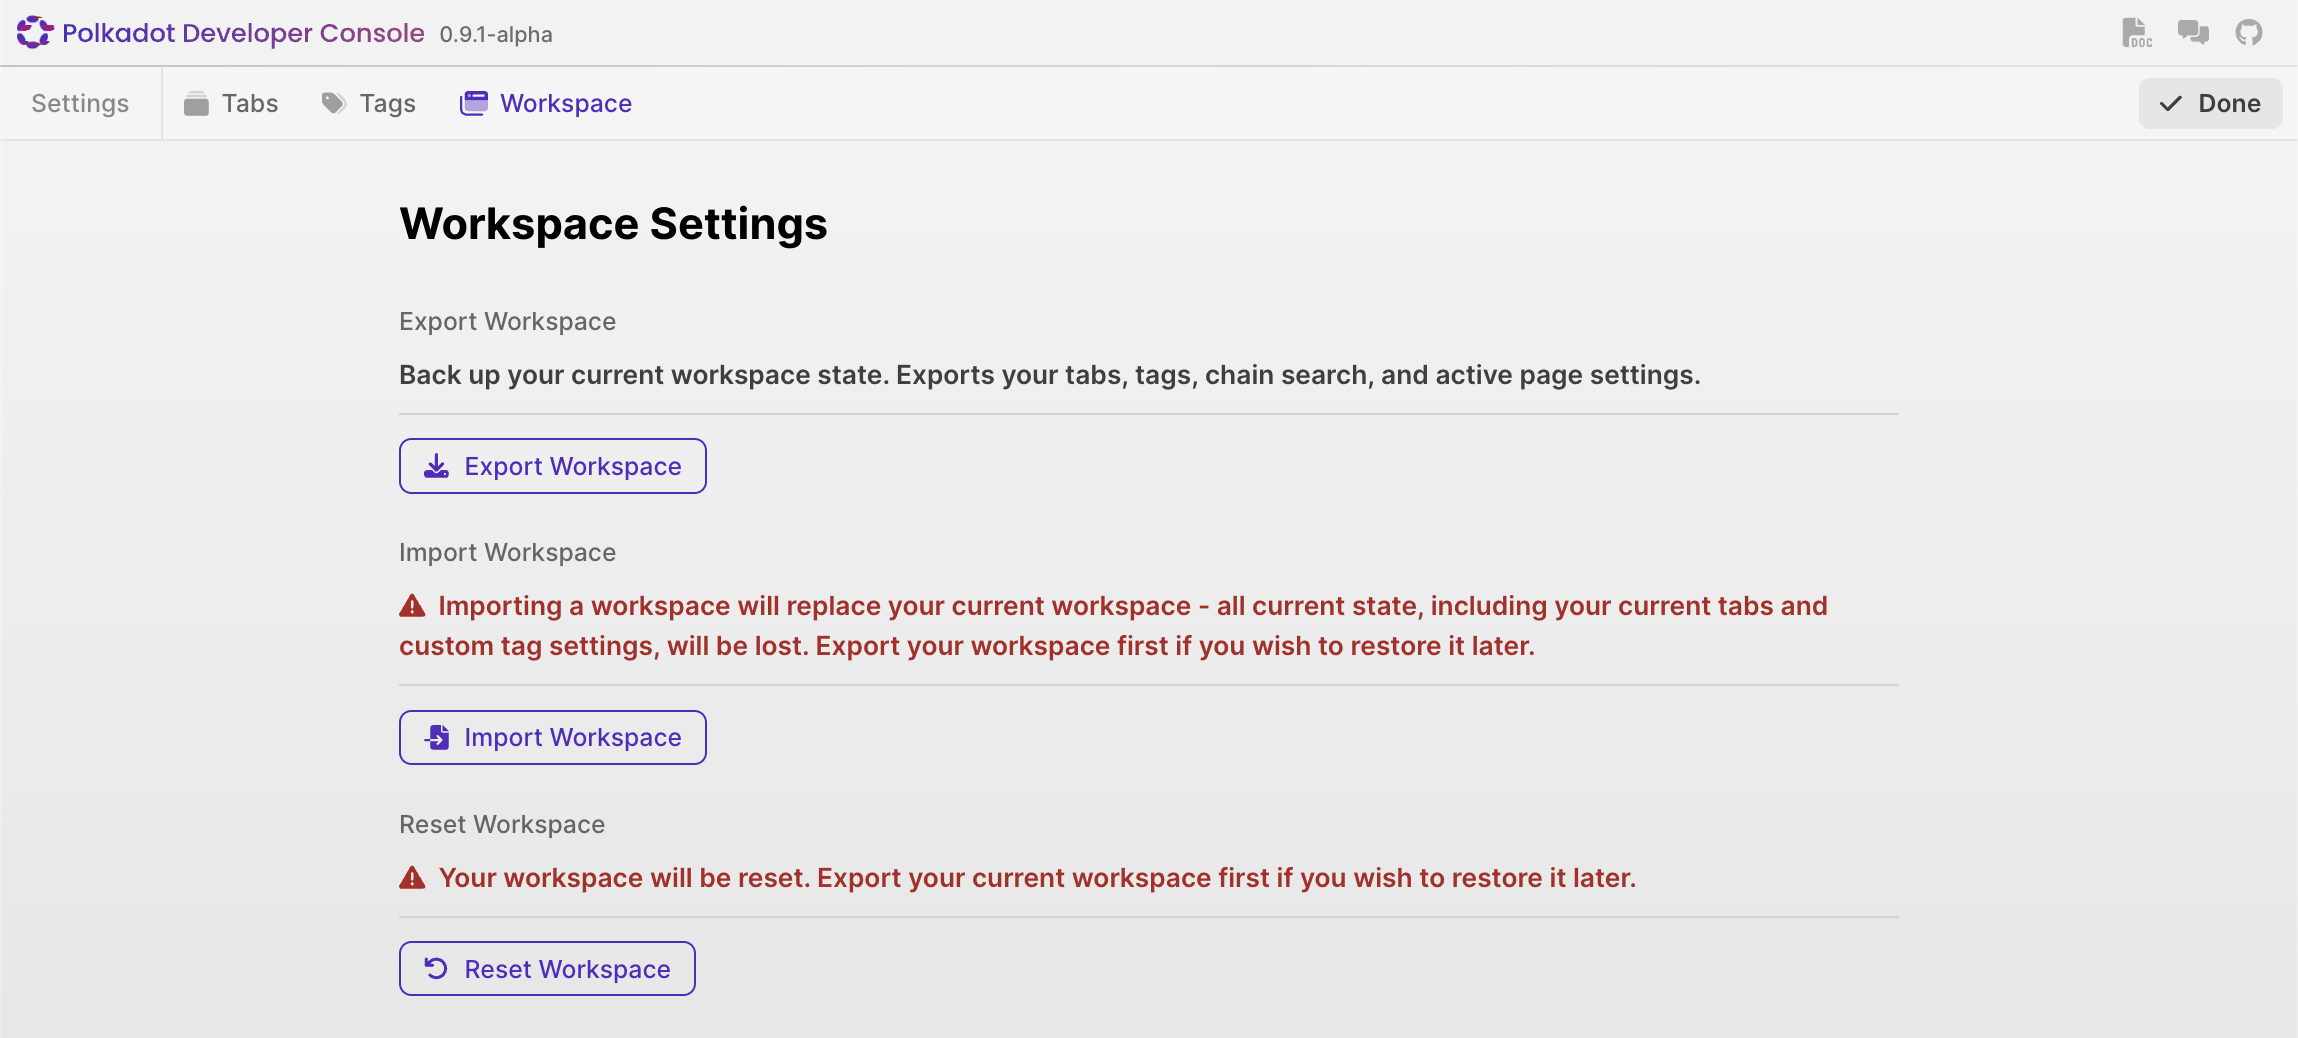 Polkadot Developer Console 0.9.1-alpha
DOC
Settings
Tabs
Tags
Workspace
Done
Workspace Settings
Export Workspace
Back up your current workspace state. Exports your tabs, tags, chain search, and active page settings.
Export Workspace
Import Workspace
Importing a workspace will replace your current workspace - all current state, including your current tabs and
custom tag settings, will be lost. Export your workspace first if you wish to restore it later.
Import Workspace
Reset Workspace
Your workspace will be reset. Export your current workspace first if you wish to restore it later.
Reset Workspace